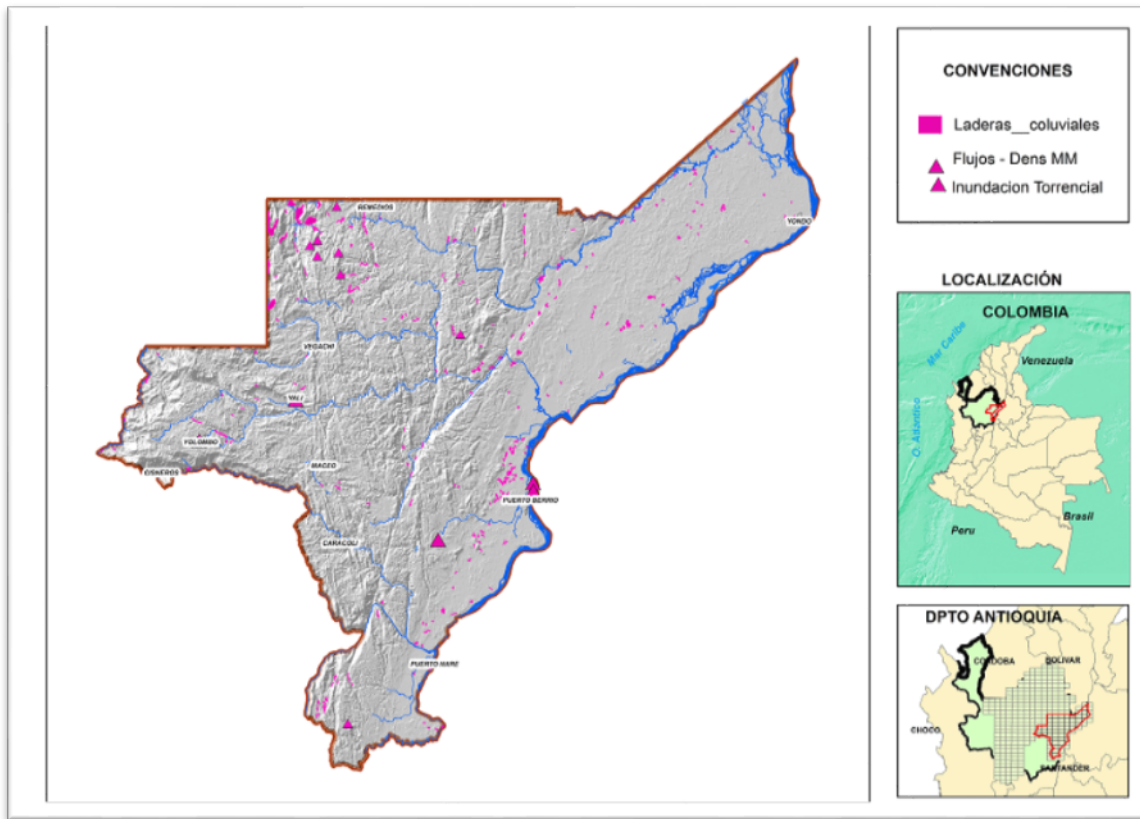 CONVENCIONES
Laderas__coluviales
Flujos - Dens MM
Inundacion Torrencial
REMEDIOS
YONDO
VEGACHI
YALI
YOLOMBO
CISNEROS
MACEO
PUERTO BERRIO
CARACOLI
PUERTO NARE
LOCALIZACIÓN
COLOMBIA
Mar Caribe
Venezuela
O. Atlantico
Brasil
Peru
DPTO ANTIOQUIA
CORDOBA
BOLIVAR
CHOCO
SANTANDER